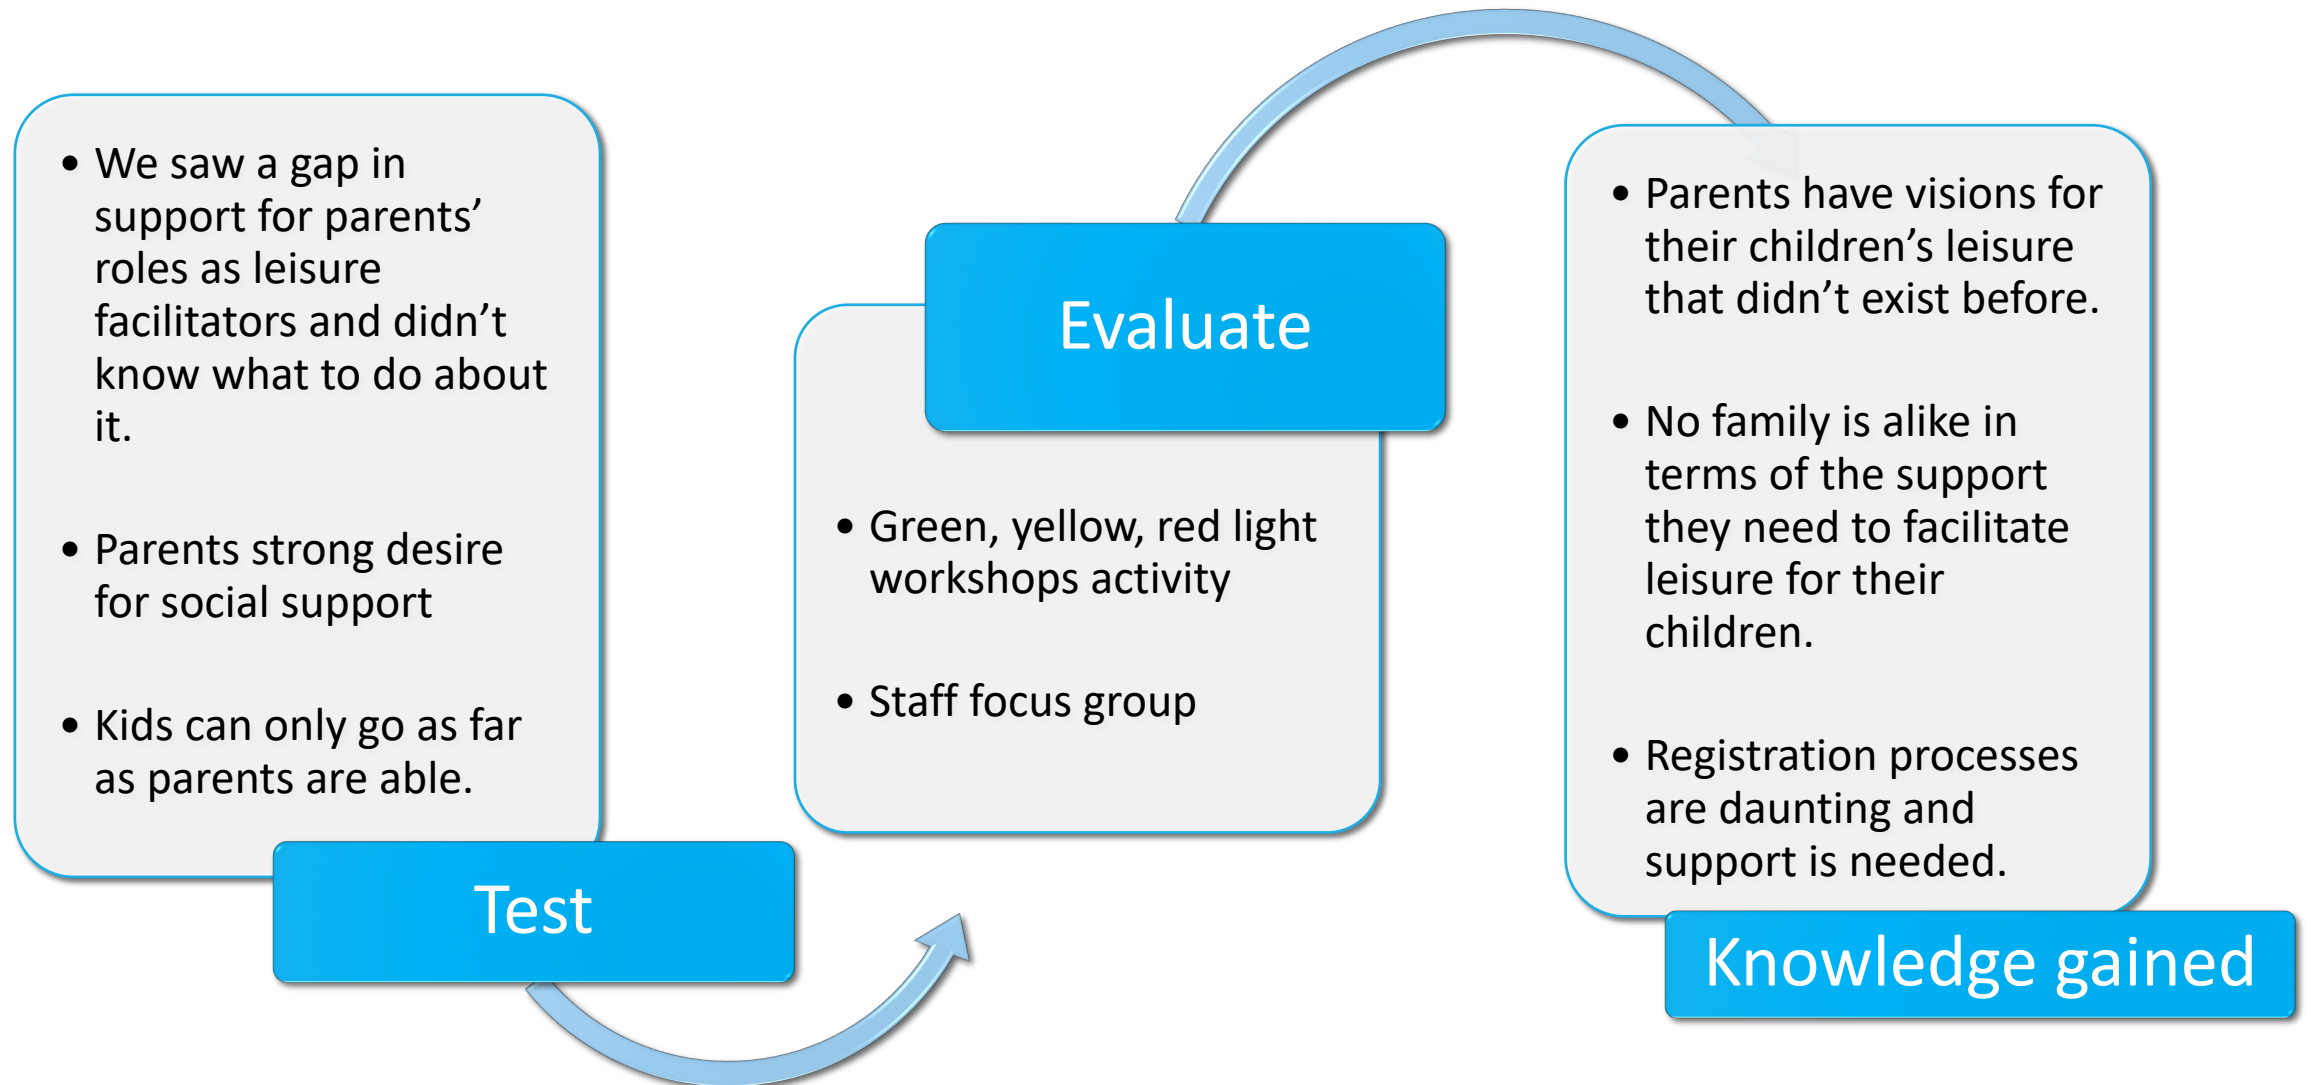 • We saw a gap in
support for parents’
roles as leisure
facilitators and didn’t
know what to do about
it.
• Parents strong desire
for social support
• Kids can only go as far
as parents are able.
Test
Evaluate
• Green, yellow, red light
workshops activity
• Staff focus group
• Parents have visions for
their children’s leisure
that didn’t exist before.
• No family is alike in
terms of the support
they need to facilitate
leisure for their
children.
• Registration processes
are daunting and
support is needed.
Knowledge gained